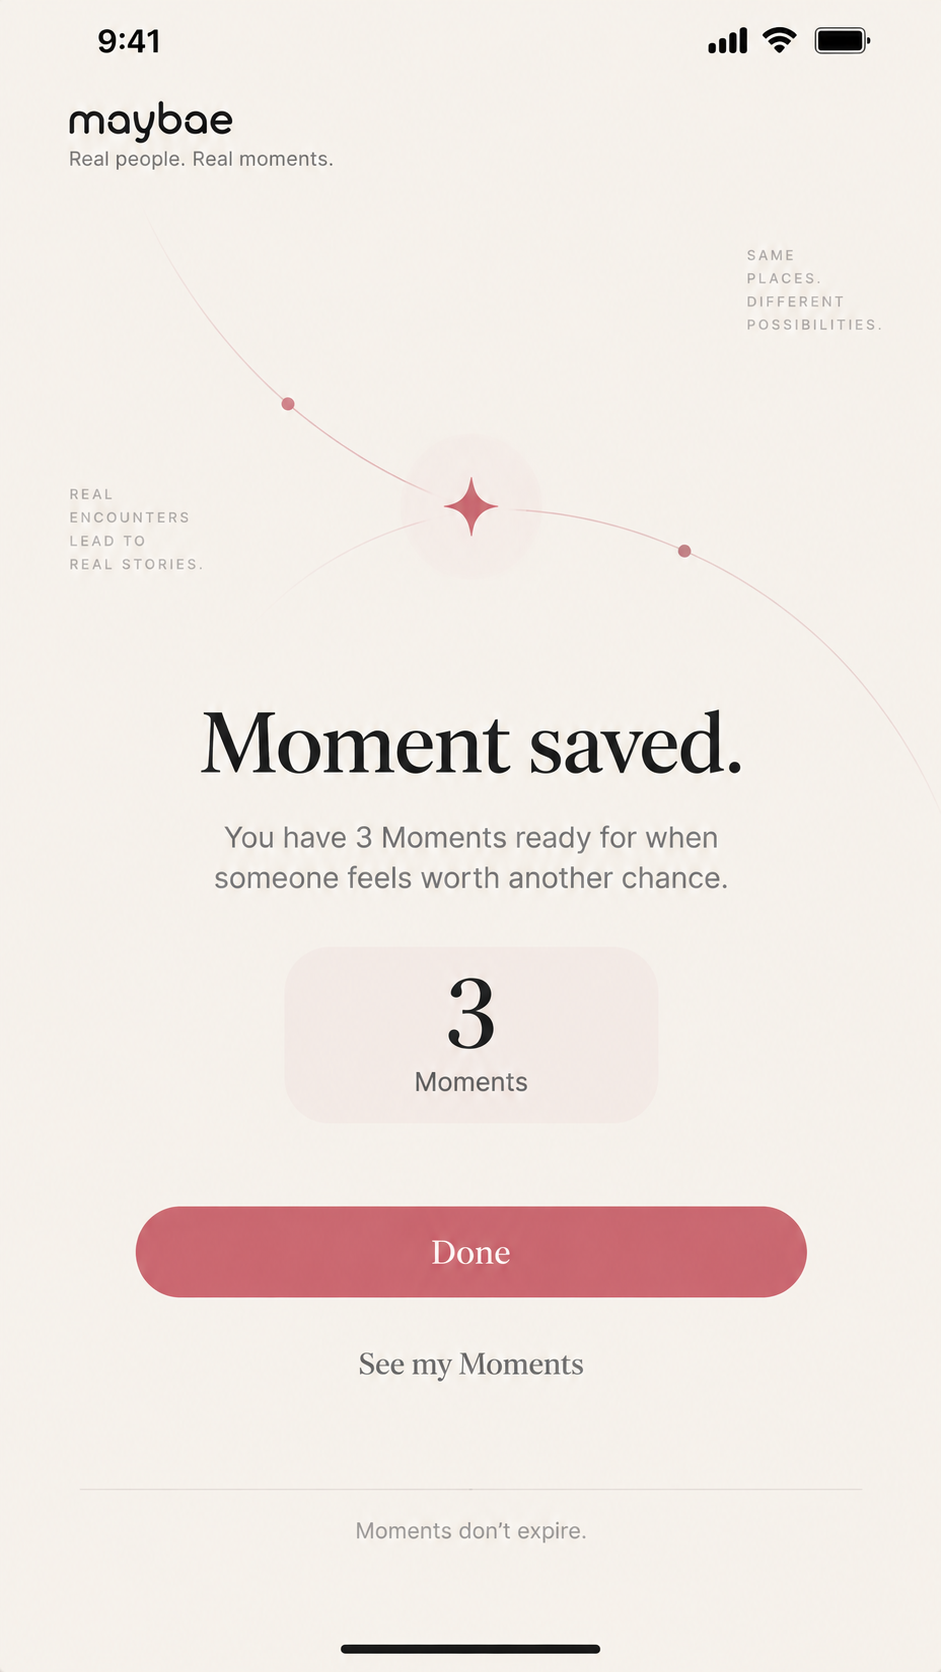 9:41
maybae
Real people. Real moments.
SAME
PLACES.
DIFFERENT
POSSIBILITIES.
REAL
ENCOUNTERS
LEAD TO
REAL STORIES.
Moment saved.
You have 3 Moments ready for when
someone feels worth another chance.
3
Moments
Done
See my Moments
Moments don’t expire.